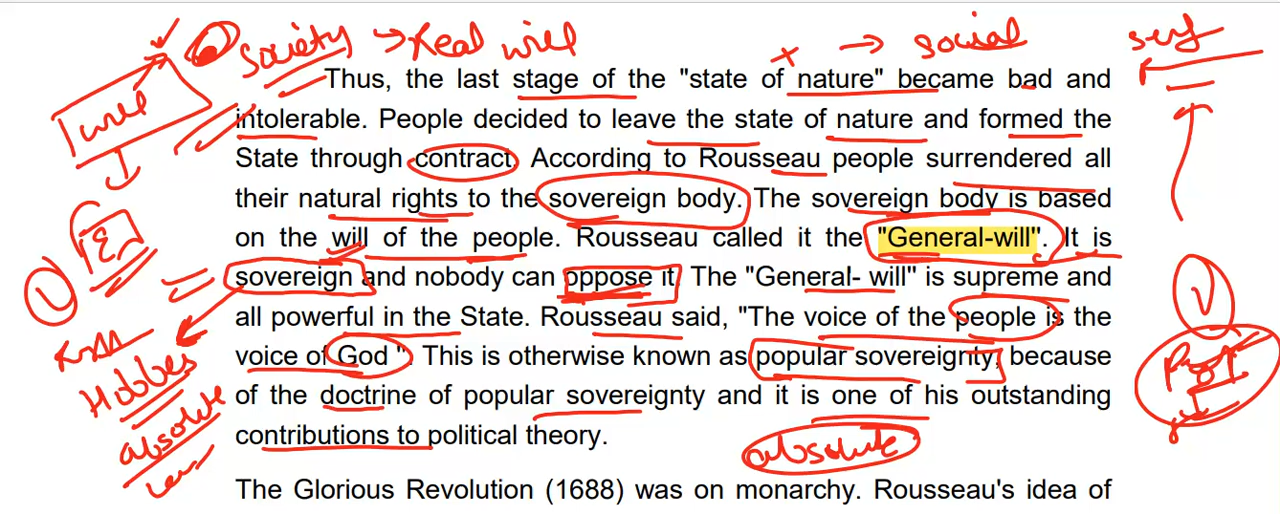 Society → Real will → social self
will
Thus, the last stage of the "state of nature" became bad and
intolerable. People decided to leave the state of nature and formed the
State through contract. According to Rousseau people surrendered all
their natural rights to the sovereign body. The sovereign body is based
on the will of the people. Rousseau called it the "General-will". It is
sovereign and nobody can oppose it. The "General- will" is supreme and
all powerful in the State. Rousseau said, "The voice of the people is the
voice of God ". This is otherwise known as popular sovereignty, because
of the doctrine of popular sovereignty and it is one of his outstanding
contributions to political theory.
Hobbes
absolute
absolute
The Glorious Revolution (1688) was on monarchy. Rousseau's idea of